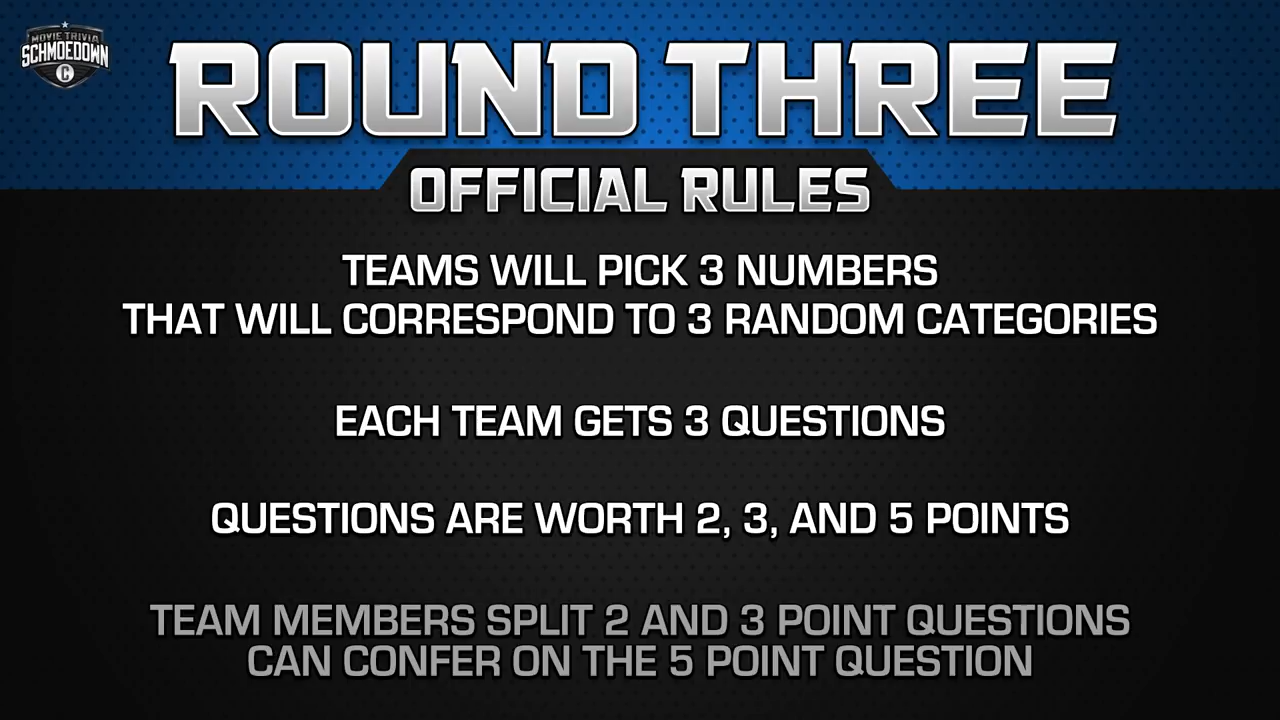 MOVIE TRIVIA
SCHMOEDOWN
C
ROUND THREE
OFFICIAL RULES
TEAMS WILL PICK 3 NUMBERS
THAT WILL CORRESPOND TO 3 RANDOM CATEGORIES
EACH TEAM GETS 3 QUESTIONS
QUESTIONS ARE WORTH 2, 3, AND 5 POINTS
TEAM MEMBERS SPLIT 2 AND 3 POINT QUESTIONS
CAN CONFER ON THE 5 POINT QUESTION